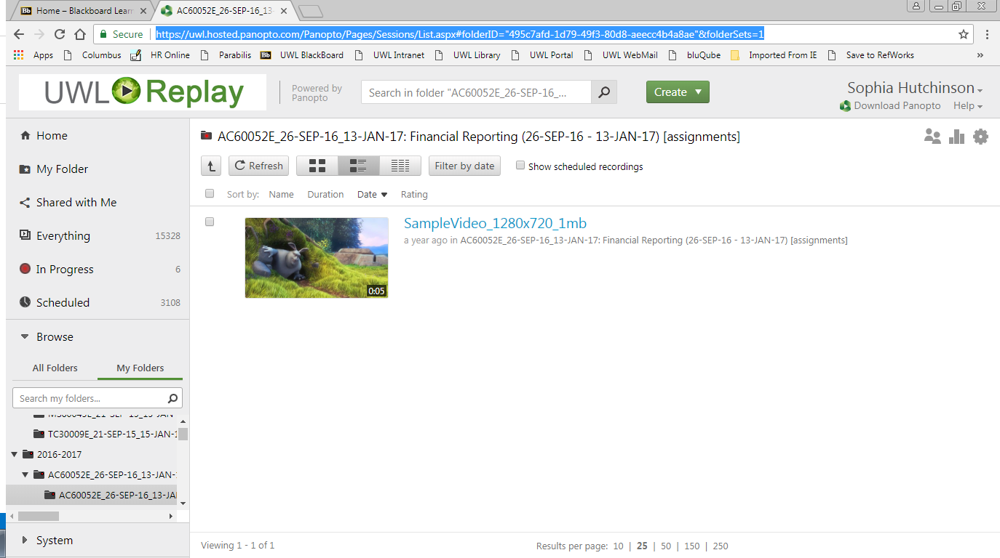 Home – Blackboard Learn
AC60052E_26-SEP-16_13-
Secure
https://uwl.hosted.panopto.com/Panopto/Pages/Sessions/List.aspx#folderID="495c7afd-1d79-49f3-80d8-aeecc4b4a8ae"&folderSets=1
Apps Columbus HR Online Parabilis UWL BlackBoard UWL Intranet UWL Library UWL Portal UWL WebMail bluQube Imported From IE Save to RefWorks »
UWL Replay
Powered by
Panopto
Search in folder "AC60052E_26-SEP-16_...
Create
Sophia Hutchinson
Download Panopto Help
Home
My Folder
Shared with Me
Everything 15328
In Progress 6
Scheduled 3108
Browse
All Folders My Folders
Search my folders...
TC30009E_21-SEP-15_15-JAN-1
2016-2017
AC60052E_26-SEP-16_13-JAN-
AC60052E_26-SEP-16_13-JA
System
AC60052E_26-SEP-16_13-JAN-17: Financial Reporting (26-SEP-16 - 13-JAN-17) [assignments]
Refresh
Filter by date
Show scheduled recordings
Sort by: Name Duration Date Rating
0:05
SampleVideo_1280x720_1mb
a year ago in AC60052E_26-SEP-16_13-JAN-17: Financial Reporting (26-SEP-16 - 13-JAN-17) [assignments]
Viewing 1 - 1 of 1
Results per page: 10 | 25 | 50 | 150 | 250